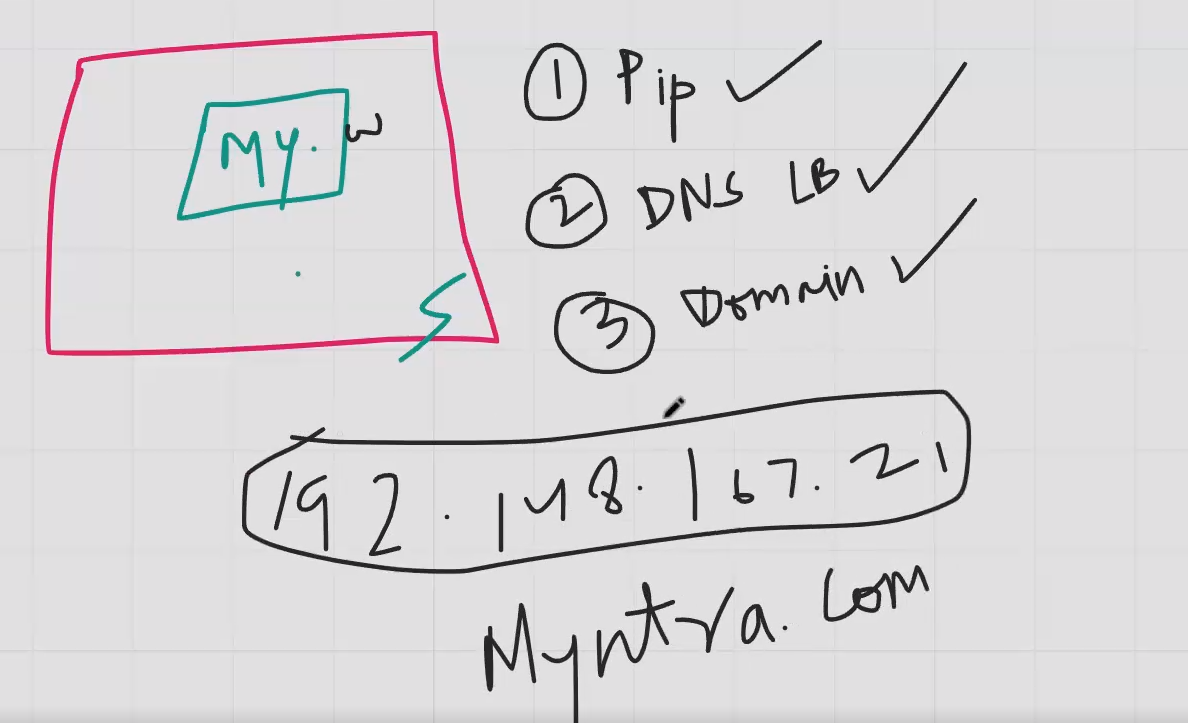 My. w
① Pip ✓
② DNS LB ✓
③ Domain ✓
S
192.148.167.21
Myntra.com